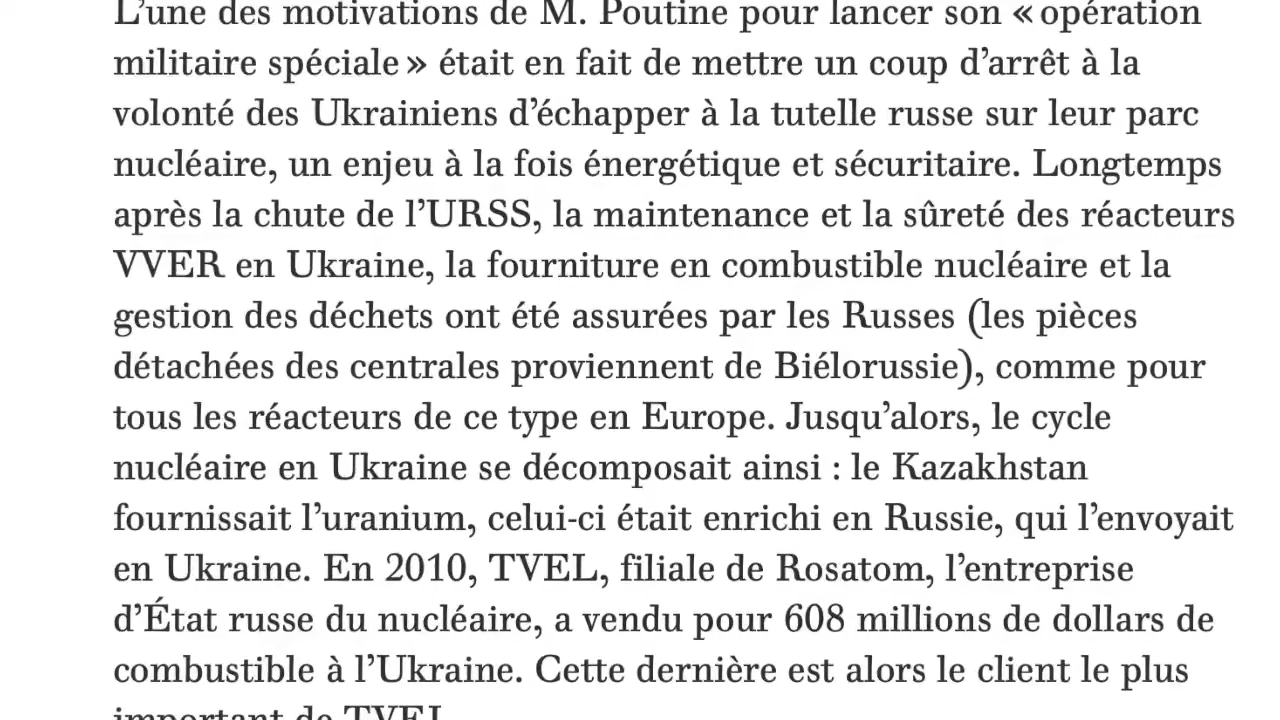 L’une des motivations de M. Poutine pour lancer son « opération
militaire spéciale » était en fait de mettre un coup d’arrêt à la
volonté des Ukrainiens d’échapper à la tutelle russe sur leur parc
nucléaire, un enjeu à la fois énergétique et sécuritaire. Longtemps
après la chute de l’URSS, la maintenance et la sûreté des réacteurs
VVER en Ukraine, la fourniture en combustible nucléaire et la
gestion des déchets ont été assurées par les Russes (les pièces
détachées des centrales proviennent de Biélorussie), comme pour
tous les réacteurs de ce type en Europe. Jusqu’alors, le cycle
nucléaire en Ukraine se décomposait ainsi : le Kazakhstan
fournissait l’uranium, celui-ci était enrichi en Russie, qui l’envoyait
en Ukraine. En 2010, TVEL, filiale de Rosatom, l’entreprise
d’État russe du nucléaire, a vendu pour 608 millions de dollars de
combustible à l’Ukraine. Cette dernière est alors le client le plus
important de TVEL